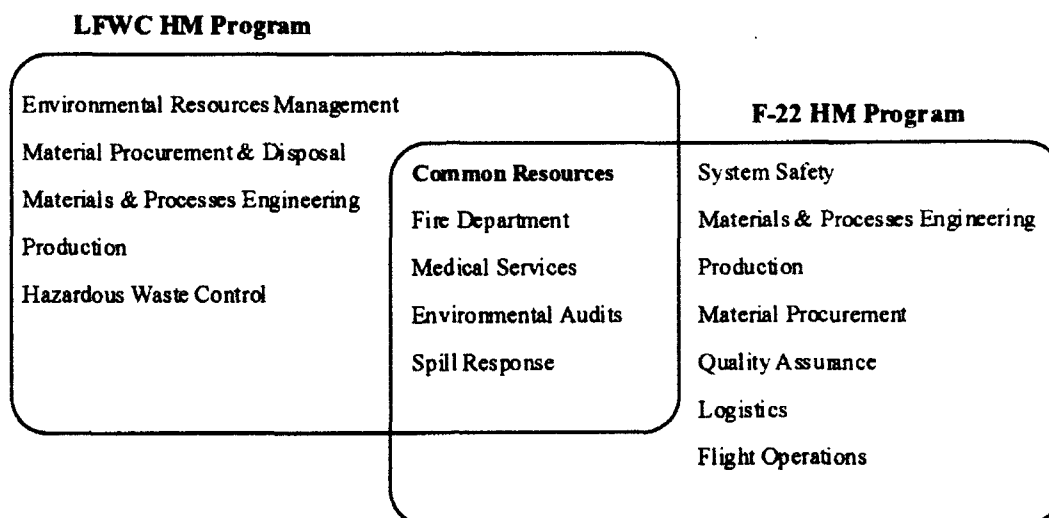 LFWC HM Program
Environmental Resources Management
Material Procurement & Disposal
Materials & Processes Engineering
Production
Hazardous Waste Control
Common Resources
Fire Department
Medical Services
Environmental Audits
Spill Response
F-22 HM Program
System Safety
Materials & Processes Engineering
Production
Material Procurement
Quality Assurance
Logistics
Flight Operations